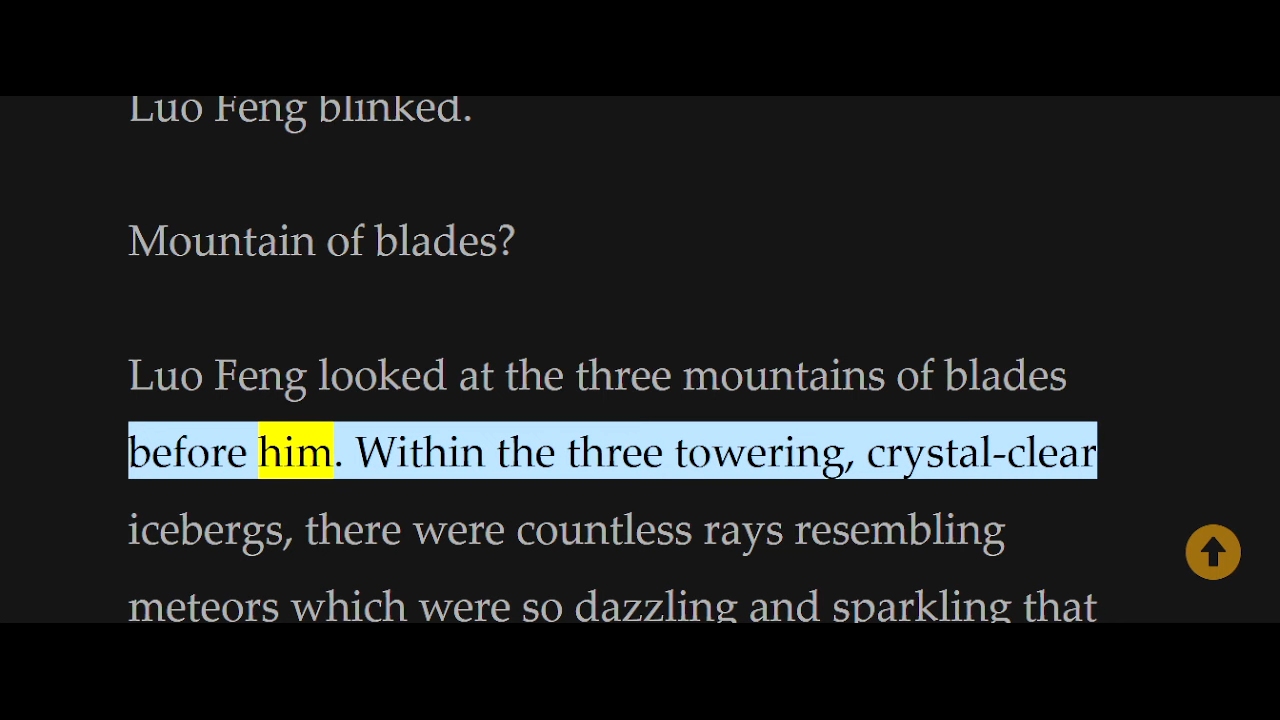 Luo Feng blinked.
Mountain of blades?
Luo Feng looked at the three mountains of blades
before him. Within the three towering, crystal-clear
icebergs, there were countless rays resembling
meteors which were so dazzling and sparkling that